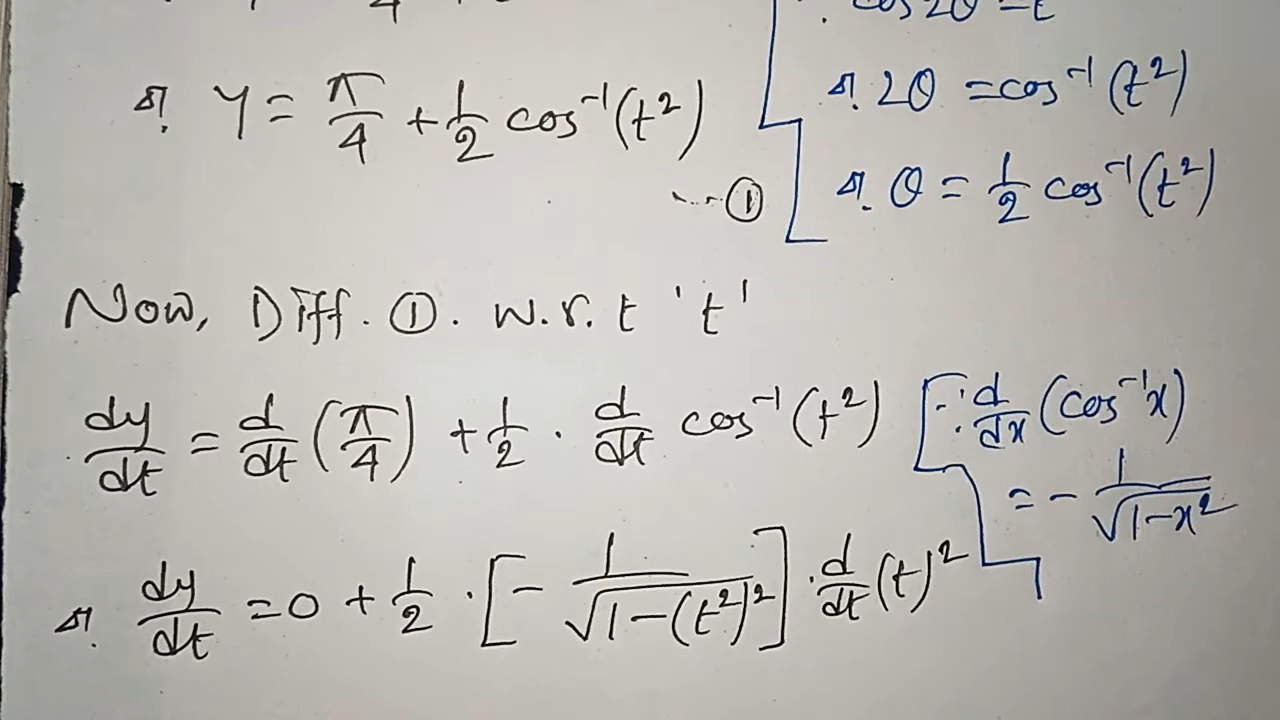 cos2θ = t
বা. Y = π/4 + 1/2 cos⁻¹(t²)
বা. 2θ = cos⁻¹(t²)
.....①
বা. θ = 1/2 cos⁻¹(t²)
Now, Diff. ①. w.r.t 't'
dy/dt = d/dt (π/4) + 1/2 . d/dt cos⁻¹(t²)
[∵ d/dx (cos⁻¹x)
= - 1/√1-x²
বা. dy/dt = 0 + 1/2 . [- 1/√1-(t²)²] . d/dt (t)²